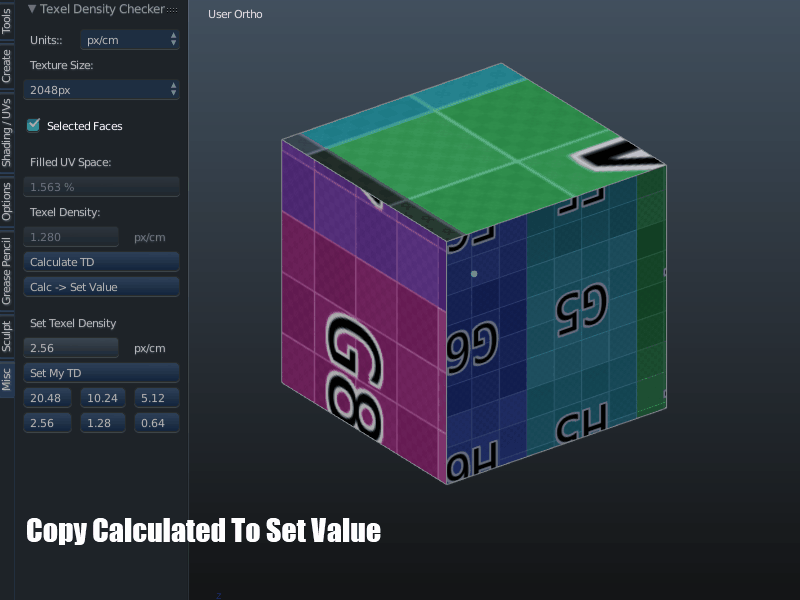 Texel Density Checker
User Ortho
Tools
Create
Shading / UVs
Options
Grease Pencil
Sculpt
Misc
Units::
px/cm
Texture Size:
2048px
Selected Faces
Filled UV Space:
1.563 %
Texel Density:
1.280
px/cm
Calculate TD
Calc -> Set Value
Set Texel Density
2.56
px/cm
Set My TD
20.48 10.24 5.12
2.56 1.28 0.64
G8
G6
G5
H6
H5
Copy Calculated To Set Value
z